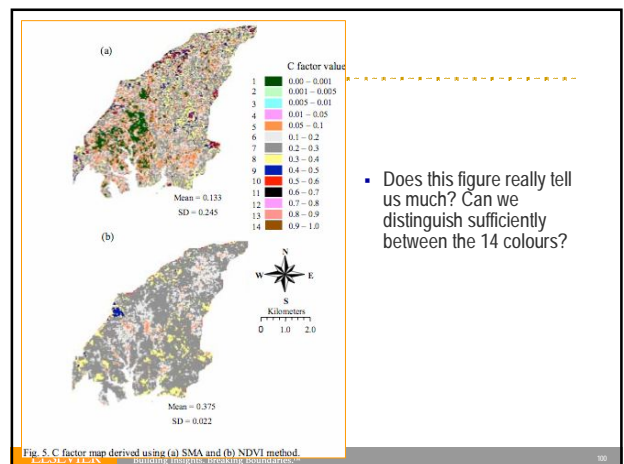 (a)
C factor value
1 0.00 – 0.001
2 0.001 – 0.005
3 0.005 – 0.01
4 0.01 – 0.05
5 0.05 – 0.1
6 0.1 – 0.2
7 0.2 – 0.3
8 0.3 – 0.4
9 0.4 – 0.5
10 0.5 – 0.6
11 0.6 – 0.7
12 0.7 – 0.8
13 0.8 – 0.9
14 0.9 – 1.0
Mean = 0.133
SD = 0.245
(b)
N
W E
S
Kilometers
0 1.0 2.0
Mean = 0.375
SD = 0.022
Fig. 5. C factor map derived using (a) SMA and (b) NDVI method.
▪ Does this figure really tell
us much? Can we
distinguish sufficiently
between the 14 colours?
ELSEVIER Building Insights. Breaking Boundaries.™
100